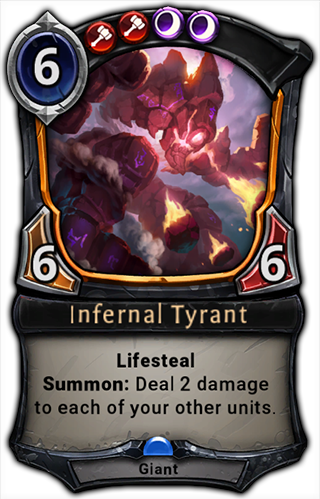 6
6
6
Infernal Tyrant
Lifesteal
Summon: Deal 2 damage
to each of your other units.
Giant